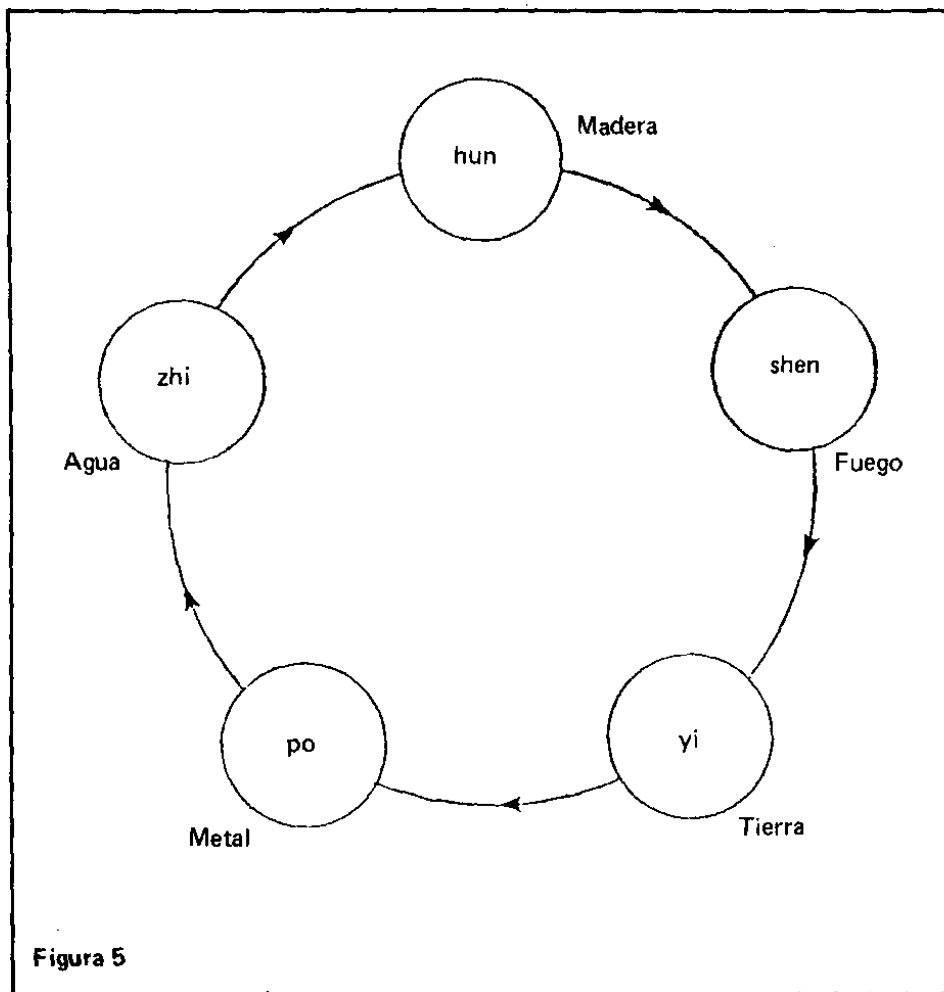 hun
Madera
shen
Fuego
yi
Tierra
po
Metal
zhi
Agua
Figura 5